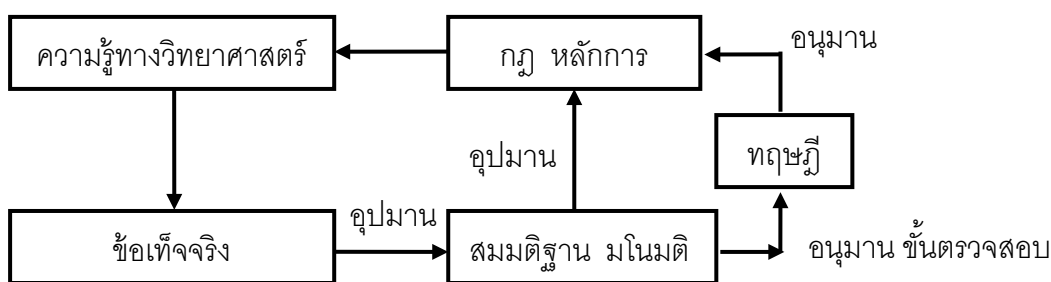 ความรู้ทางวิทยาศาสตร์
กฎ หลักการ
อนุมาน
อุปมาน
ทฤษฎี
อุปมาน
ข้อเท็จจริง
สมมติฐาน มโนมติ
อนุมาน ขั้นตรวจสอบ